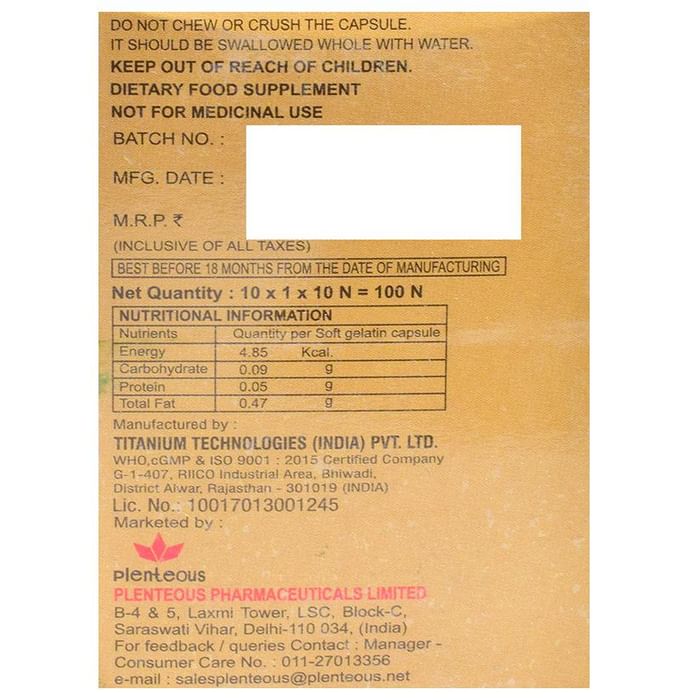 DO NOT CHEW OR CRUSH THE CAPSULE.
IT SHOULD BE SWALLOWED WHOLE WITH WATER.
KEEP OUT OF REACH OF CHILDREN.
DIETARY FOOD SUPPLEMENT
NOT FOR MEDICINAL USE
BATCH NO. :
MFG. DATE :
M.R.P. ₹
(INCLUSIVE OF ALL TAXES)
BEST BEFORE 18 MONTHS FROM THE DATE OF MANUFACTURING
Net Quantity : 10 x 1 x 10 N = 100 N
NUTRITIONAL INFORMATION
Nutrients Quantity per Soft gelatin capsule
Energy 4.85 Kcal.
Carbohydrate 0.09 g
Protein 0.05 g
Total Fat 0.47 g
Manufactured by :
TITANIUM TECHNOLOGIES (INDIA) PVT. LTD.
WHO,cGMP & ISO 9001 : 2015 Certified Company
G-1-407, RIICO Industrial Area, Bhiwadi,
District Alwar, Rajasthan - 301019 (INDIA)
Lic. No.: 10017013001245
Marketed by :
plenteous
PLENTEOUS PHARMACEUTICALS LIMITED
B-4 & 5, Laxmi Tower, LSC, Block-C,
Saraswati Vihar, Delhi-110 034, (India)
For feedback / queries Contact : Manager -
Consumer Care No. : 011-27013356
e-mail : salesplenteous@plenteous.net